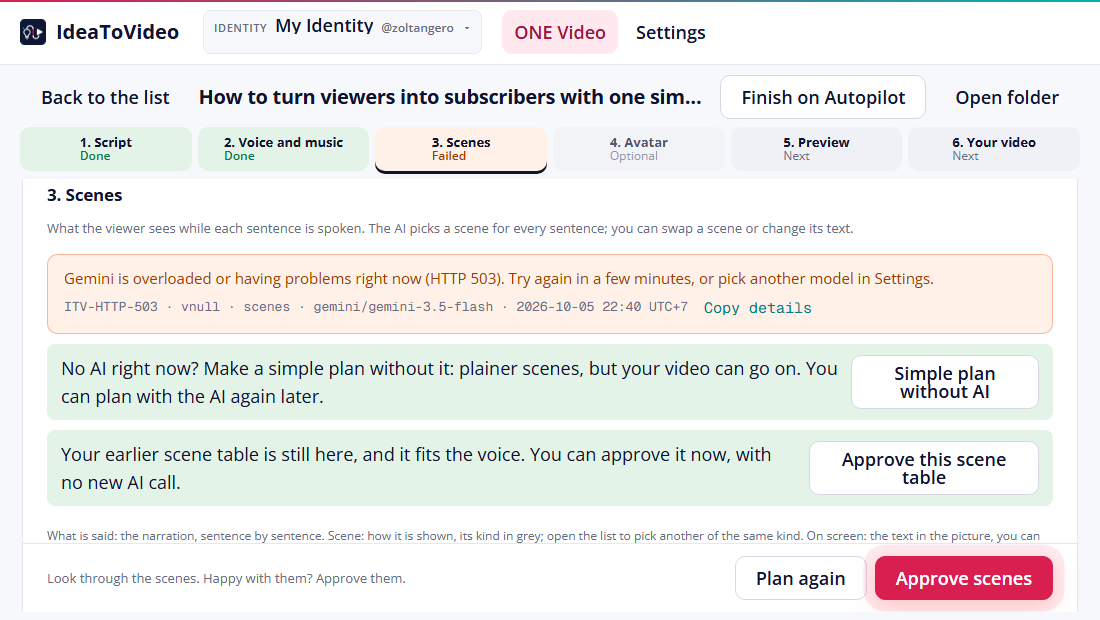 IdeaToVideo
IDENTITY My Identity @zoltangero
ONE Video
Settings
Back to the list
How to turn viewers into subscribers with one sim...
Finish on Autopilot
Open folder
1. Script
Done
2. Voice and music
Done
3. Scenes
Failed
4. Avatar
Optional
5. Preview
Next
6. Your video
Next
3. Scenes
What the viewer sees while each sentence is spoken. The AI picks a scene for every sentence; you can swap a scene or change its text.
Gemini is overloaded or having problems right now (HTTP 503). Try again in a few minutes, or pick another model in Settings.
ITV-HTTP-503 · vnull · scenes · gemini/gemini-3.5-flash · 2026-10-05 22:40 UTC+7 Copy details
No AI right now? Make a simple plan without it: plainer scenes, but your video can go on. You
can plan with the AI again later.
Simple plan
without AI
Your earlier scene table is still here, and it fits the voice. You can approve it now, with
no new AI call.
Approve this scene
table
What is said: the narration, sentence by sentence. Scene: how it is shown, its kind in grey; open the list to pick another of the same kind. On screen: the text in the picture, you can
Look through the scenes. Happy with them? Approve them.
Plan again
Approve scenes